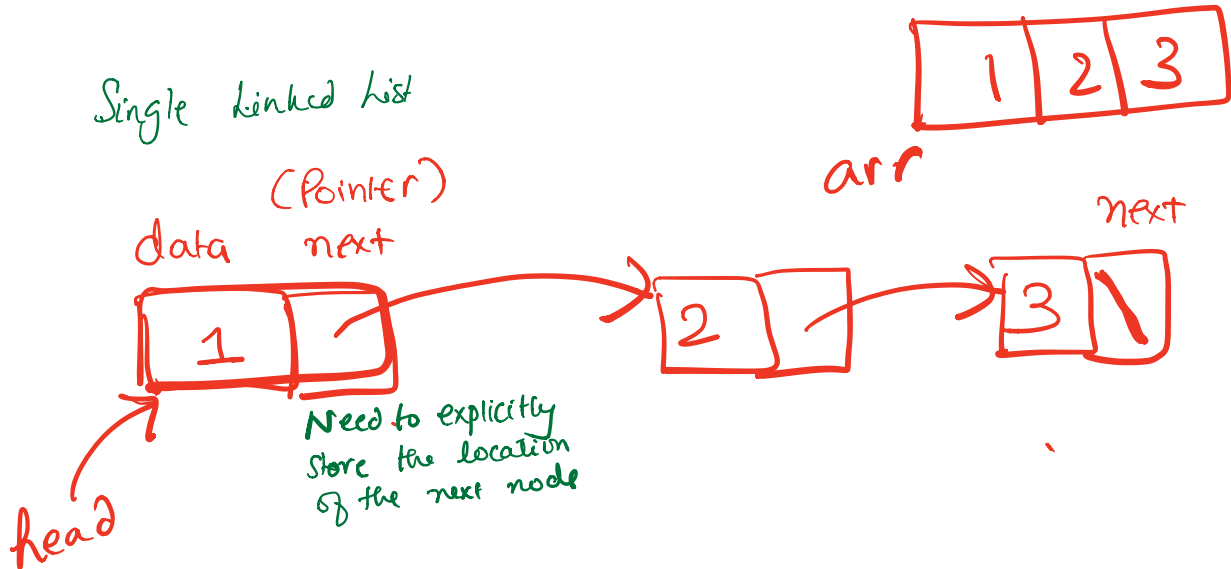 Single Linked List
1 2 3
arr
(Pointer)
data next
next
1
2
3
Need to explicitly
store the location
of the next node
head